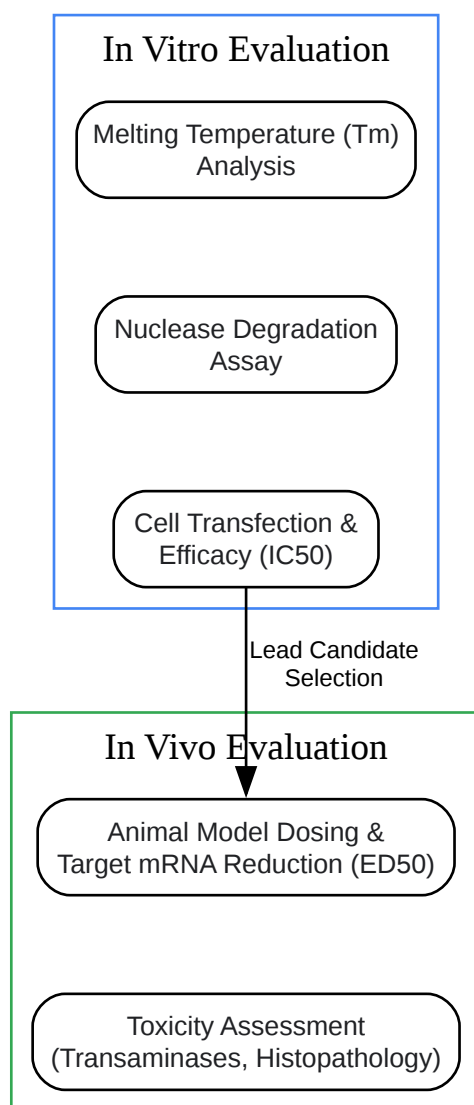 In Vitro Evaluation
Melting Temperature (Tm)
Analysis
Nuclease Degradation
Assay
Cell Transfection &
Efficacy (IC50)
Lead Candidate
Selection
In Vivo Evaluation
Animal Model Dosing &
Target mRNA Reduction (ED50)
Toxicity Assessment
(Transaminases, Histopathology)